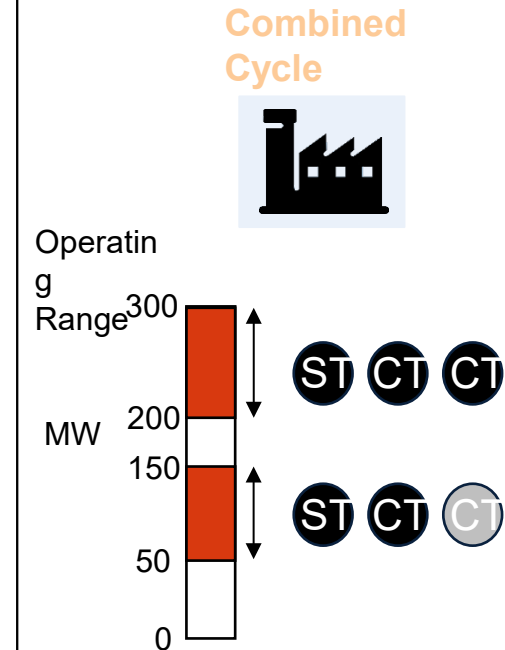 Combined
Cycle
Operatin
g
Range
300
ST CT CT
200
MW
150
ST CT CT
50
0